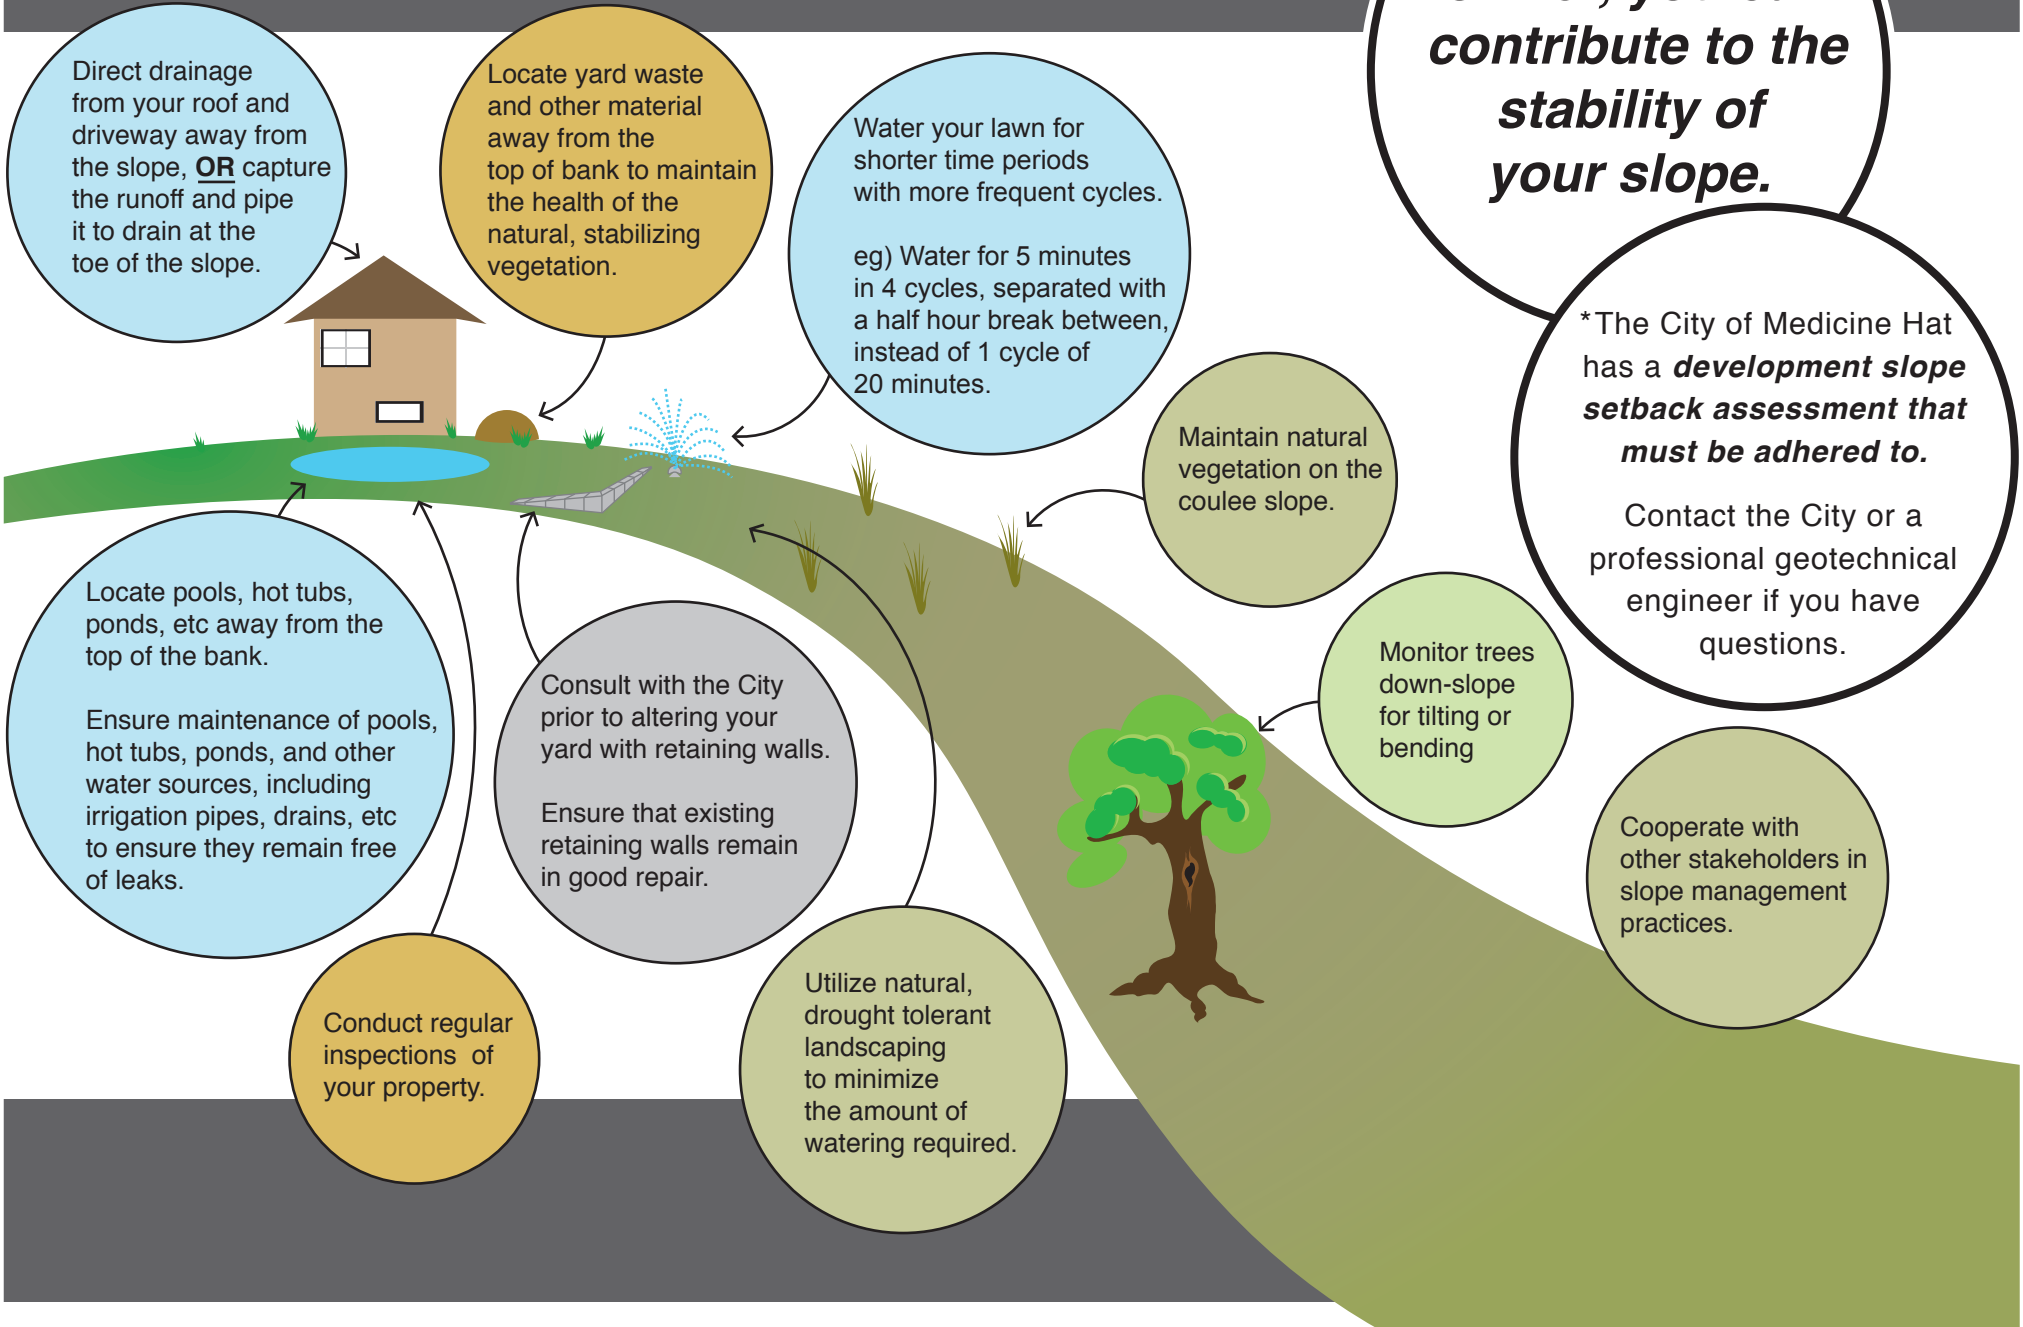 contribute to the
stability of
your slope.
Direct drainage
from your roof and
driveway away from
the slope, OR capture
the runoff and pipe
it to drain at the
toe of the slope.
Locate yard waste
and other material
away from the
top of bank to maintain
the health of the
natural, stabilizing
vegetation.
Water your lawn for
shorter time periods
with more frequent cycles.
eg) Water for 5 minutes
in 4 cycles, separated with
a half hour break between,
instead of 1 cycle of
20 minutes.
*The City of Medicine Hat
has a development slope
setback assessment that
must be adhered to.
Contact the City or a
professional geotechnical
engineer if you have
questions.
Maintain natural
vegetation on the
coulee slope.
Locate pools, hot tubs,
ponds, etc away from the
top of the bank.
Ensure maintenance of pools,
hot tubs, ponds, and other
water sources, including
irrigation pipes, drains, etc
to ensure they remain free
of leaks.
Consult with the City
prior to altering your
yard with retaining walls.
Ensure that existing
retaining walls remain
in good repair.
Monitor trees
down-slope
for tilting or
bending
Cooperate with
other stakeholders in
slope management
practices.
Conduct regular
inspections of
your property.
Utilize natural,
drought tolerant
landscaping
to minimize
the amount of
watering required.